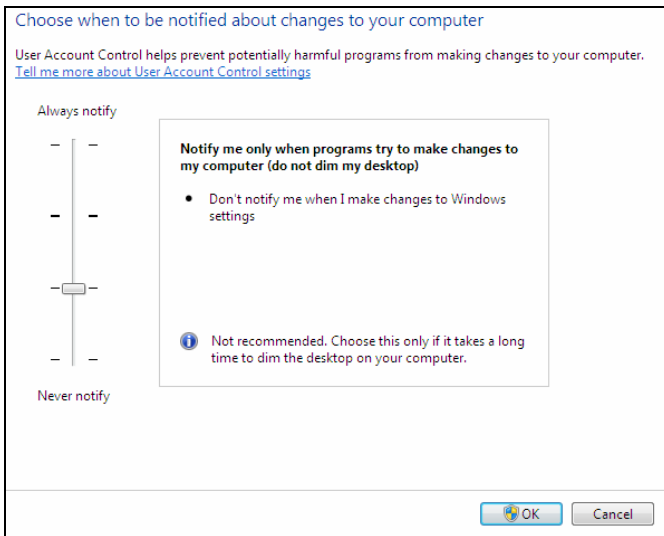 Choose when to be notified about changes to your computer
User Account Control helps prevent potentially harmful programs from making changes to your computer.
Tell me more about User Account Control settings
Always notify
Notify me only when programs try to make changes to
my computer (do not dim my desktop)
• Don't notify me when I make changes to Windows
settings
Not recommended. Choose this only if it takes a long
time to dim the desktop on your computer.
Never notify
OK
Cancel